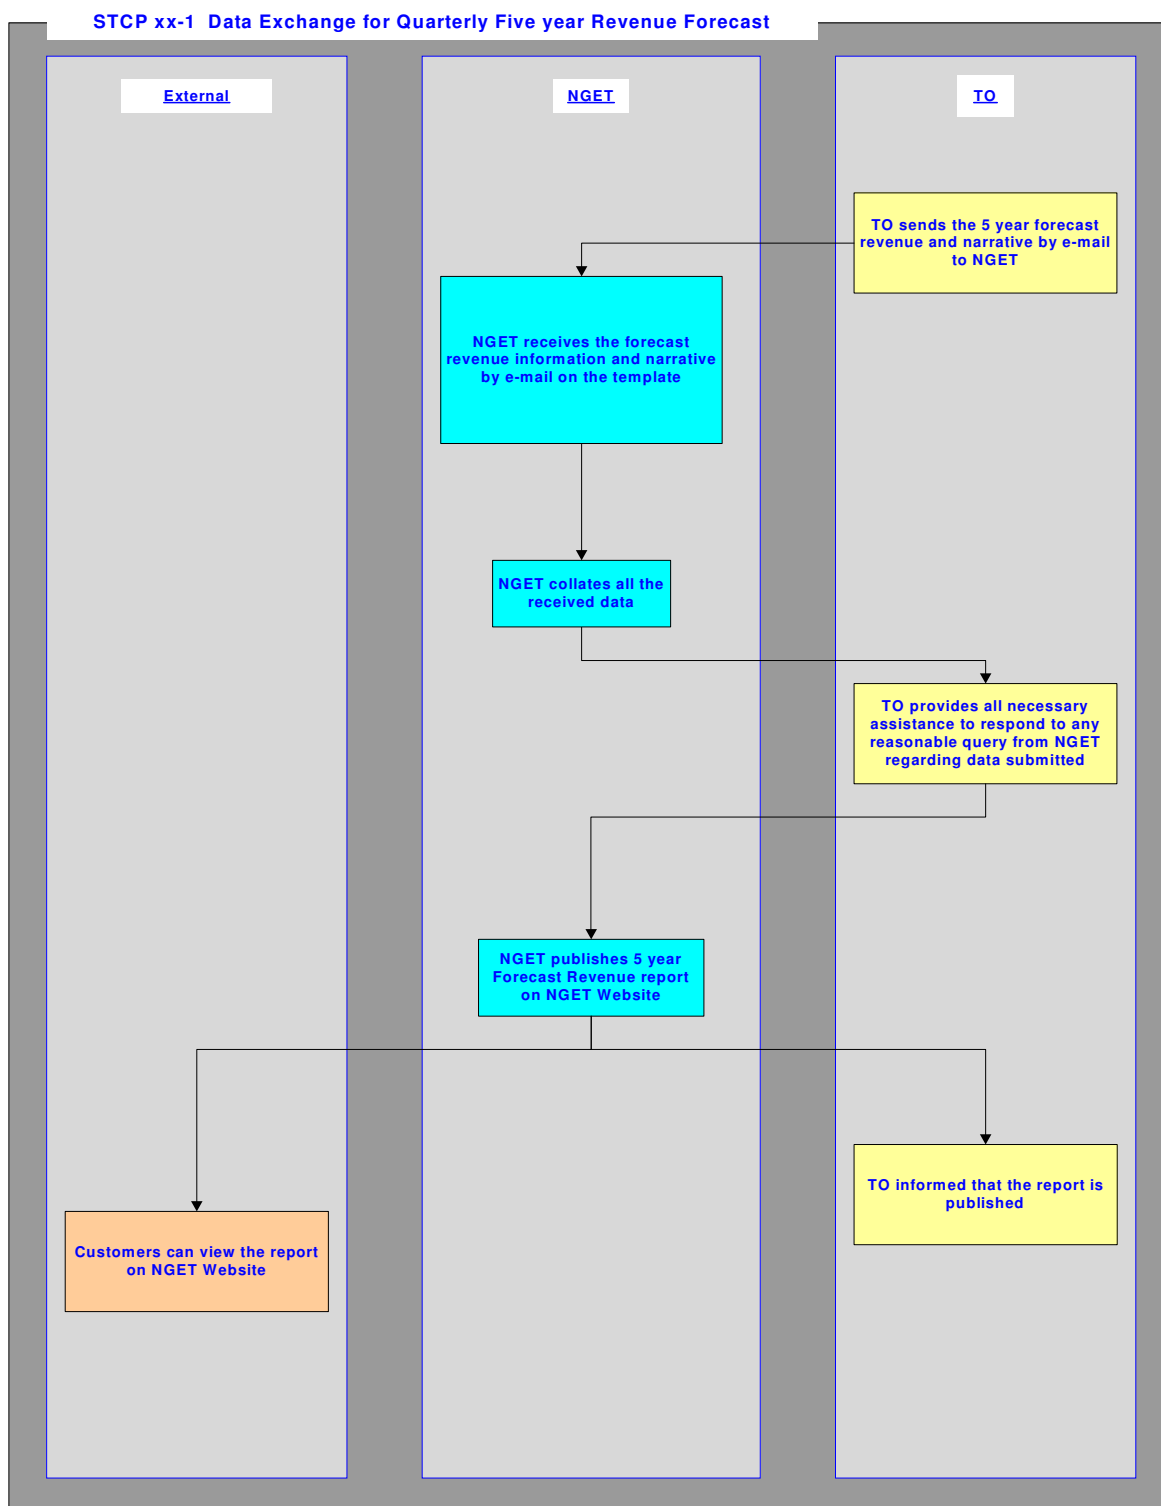 STCP xx-1  Data Exchange for Quarterly Five year Revenue Forecast
External
NGET
TO
TO sends the 5 year forecast
revenue and narrative by e-mail
to NGET
NGET receives the forecast
revenue information and narrative
by e-mail on the template
NGET collates all the
received data
TO provides all necessary
assistance to respond to any
reasonable query from NGET
regarding data submitted
NGET publishes 5 year
Forecast Revenue report
on NGET Website
TO informed that the report is
published
Customers can view the report
on NGET Website